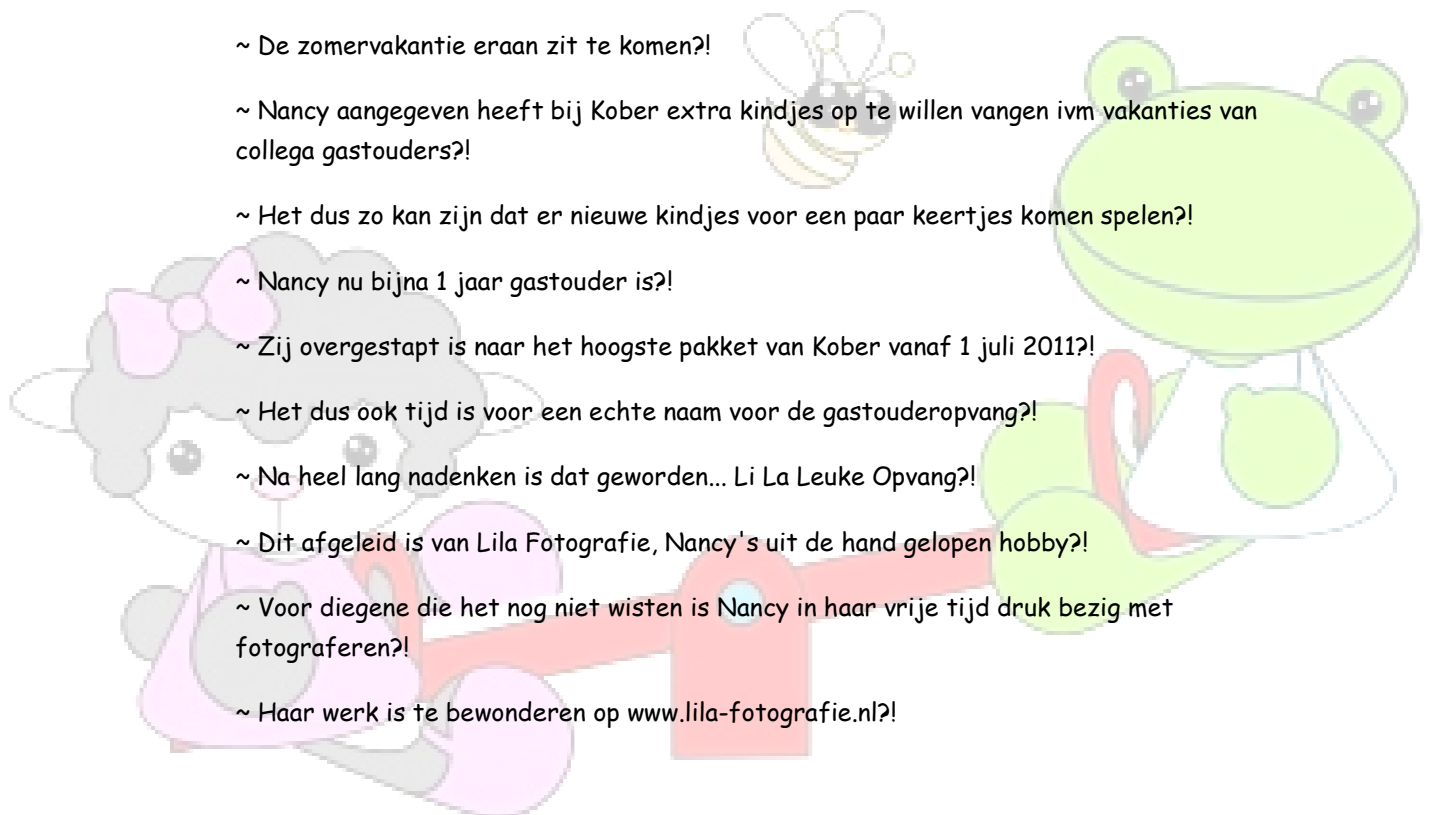 ~ De zomervakantie eraan zit te komen?!
~ Nancy aangegeven heeft bij Kober extra kindjes op te willen vangen ivm vakanties van
collega gastouders?!
~ Het dus zo kan zijn dat er nieuwe kindjes voor een paar keertjes komen spelen?!
~ Nancy nu bijna 1 jaar gastouder is?!
~ Zij overgestapt is naar het hoogste pakket van Kober vanaf 1 juli 2011?!
~ Het dus ook tijd is voor een echte naam voor de gastouderopvang?!
~ Na heel lang nadenken is dat geworden... Li La Leuke Opvang?!
~ Dit afgeleid is van Lila Fotografie, Nancy's uit de hand gelopen hobby?!
~ Voor diegene die het nog niet wisten is Nancy in haar vrije tijd druk bezig met
fotograferen?!
~ Haar werk is te bewonderen op www.lila-fotografie.nl?!